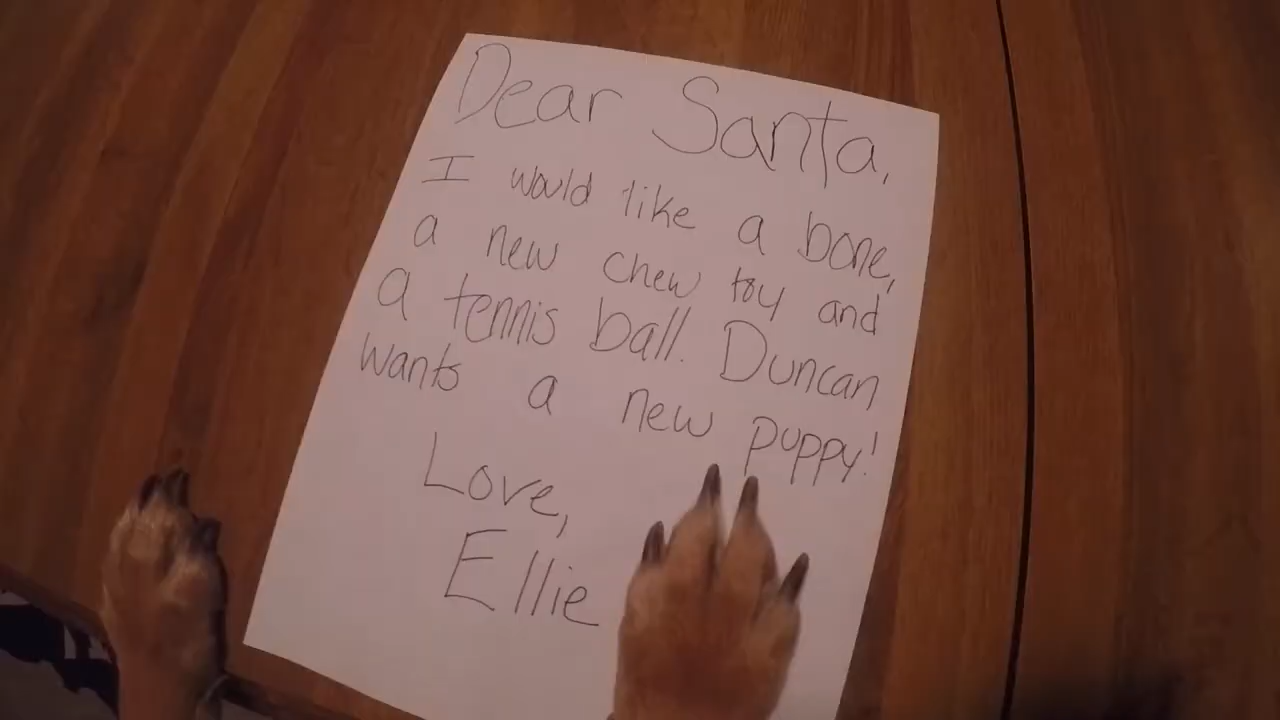 Dear Santa,
I would like a bone,
a new chew toy and
a tennis ball. Duncan
wants a new puppy!
Love,
Ellie